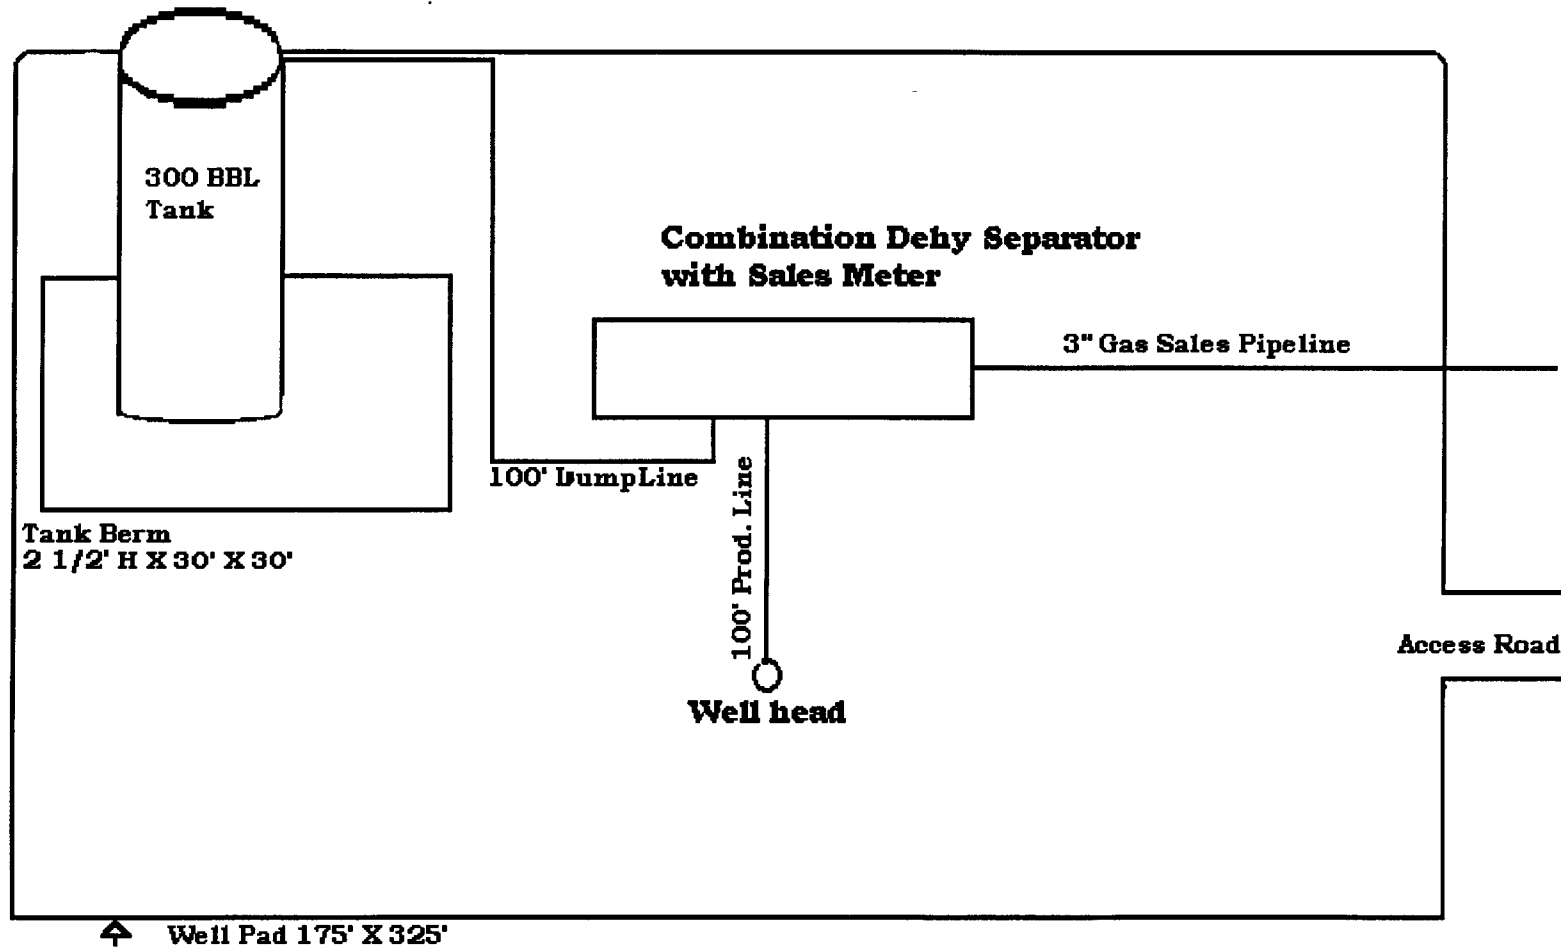 300 BBL
Tank
Combination Dehy Separator
with Sales Meter
3" Gas Sales Pipeline
100' DumpLine
100' Prod. Line
Tank Berm
2 1/2' H X 30' X 30'
Access Road
Well head
Well Pad 175' X 325'